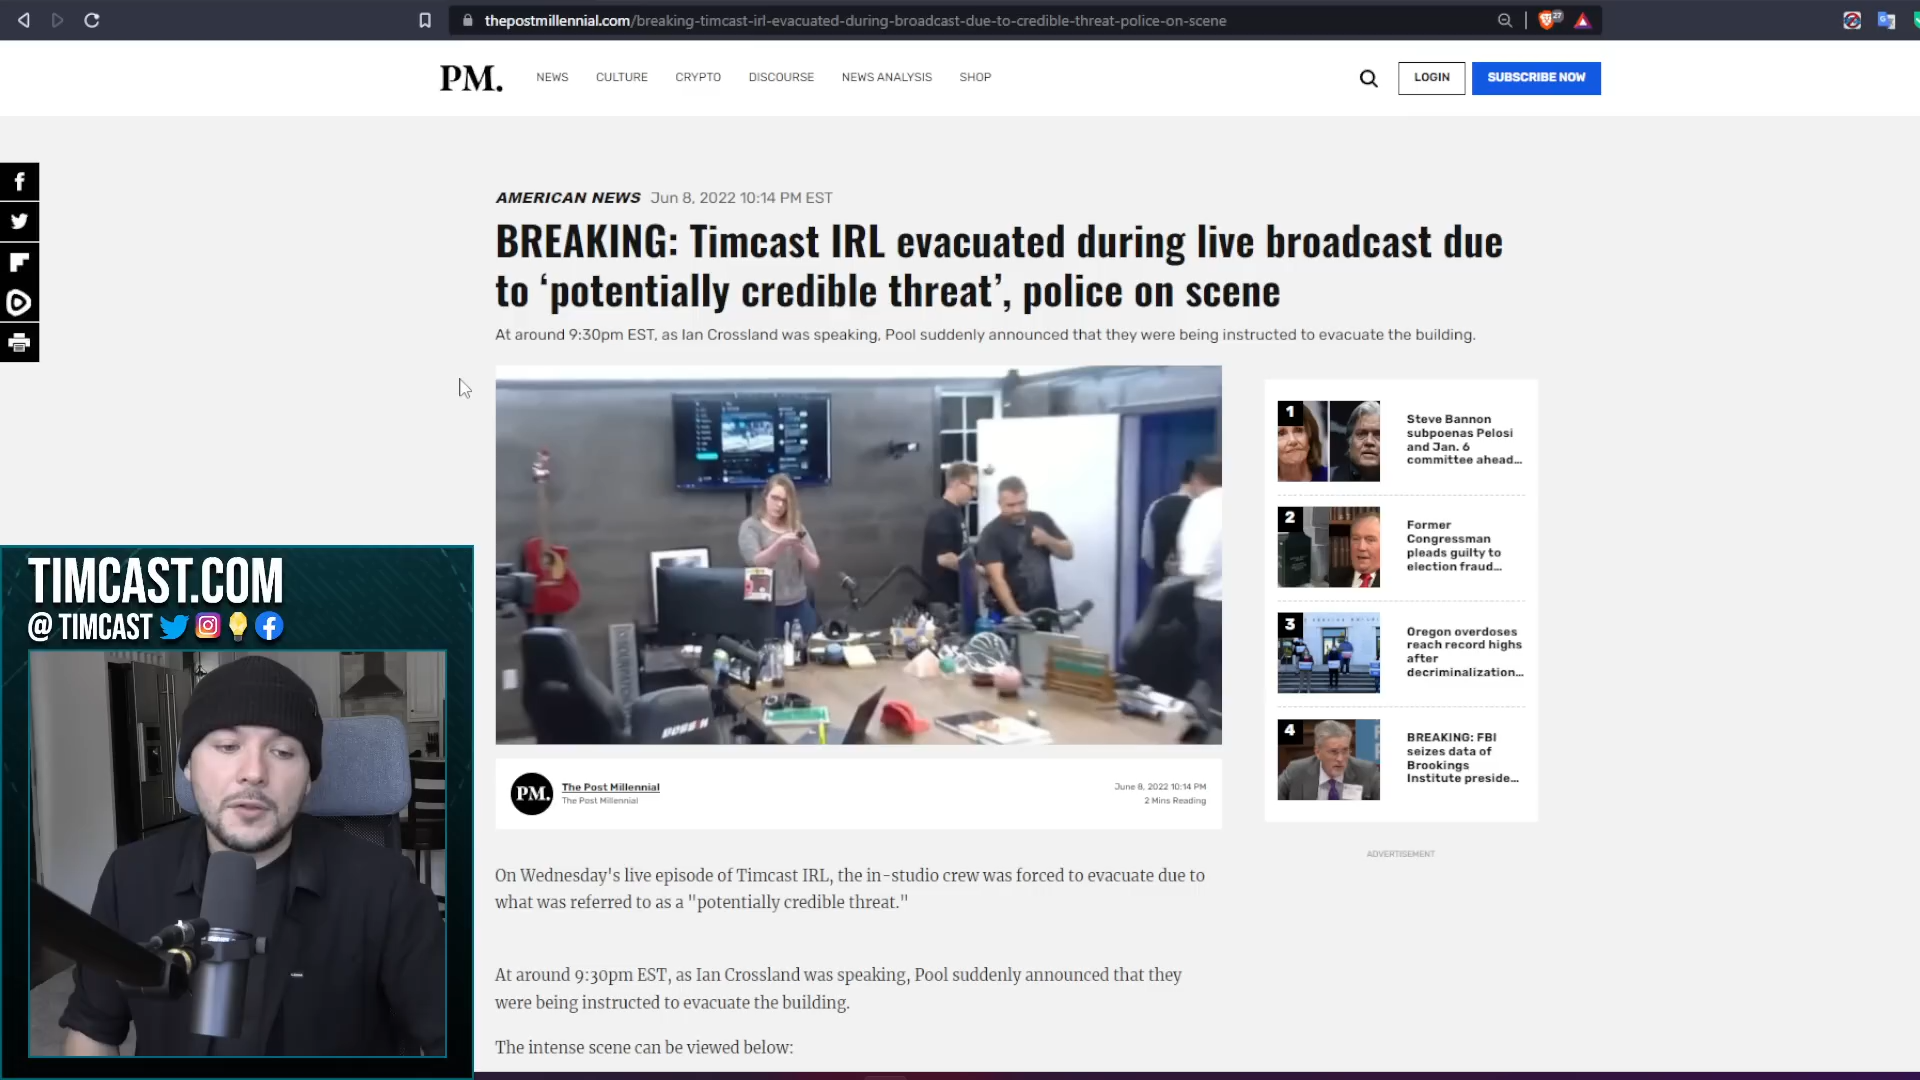 thepostmillennial.com/breaking-timcast-irl-evacuated-during-broadcast-due-to-credible-threat-police-on-scene
27
PM.
NEWS
CULTURE
CRYPTO
DISCOURSE
NEWS ANALYSIS
SHOP
LOGIN
SUBSCRIBE NOW
AMERICAN NEWS Jun 8, 2022 10:14 PM EST
BREAKING: Timcast IRL evacuated during live broadcast due
to ‘potentially credible threat’, police on scene
At around 9:30pm EST, as Ian Crossland was speaking, Pool suddenly announced that they were being instructed to evacuate the building.
1
Steve Bannon
subpoenas Pelosi
and Jan. 6
committee ahead...
2
Former
Congressman
pleads guilty to
election fraud...
3
Oregon overdoses
reach record highs
after
decriminalization...
4
BREAKING: FBI
seizes data of
Brookings
Institute preside...
ADVERTISEMENT
TIMCAST.COM
@ TIMCAST
PM.
The Post Millennial
The Post Millennial
June 8, 2022 10:14 PM
2 Mins Reading
On Wednesday's live episode of Timcast IRL, the in-studio crew was forced to evacuate due to
what was referred to as a "potentially credible threat."
At around 9:30pm EST, as Ian Crossland was speaking, Pool suddenly announced that they
were being instructed to evacuate the building.
The intense scene can be viewed below: